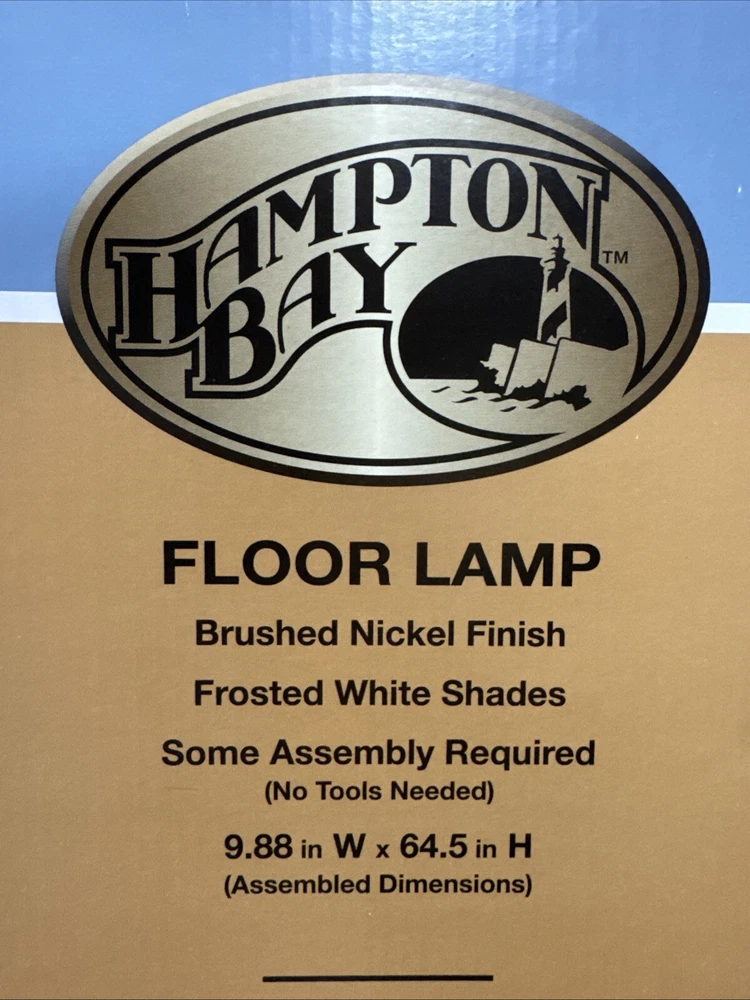 HAMPTON
BAY
TM
FLOOR LAMP
Brushed Nickel Finish
Frosted White Shades
Some Assembly Required
(No Tools Needed)
9.88 in W x 64.5 in H
(Assembled Dimensions)